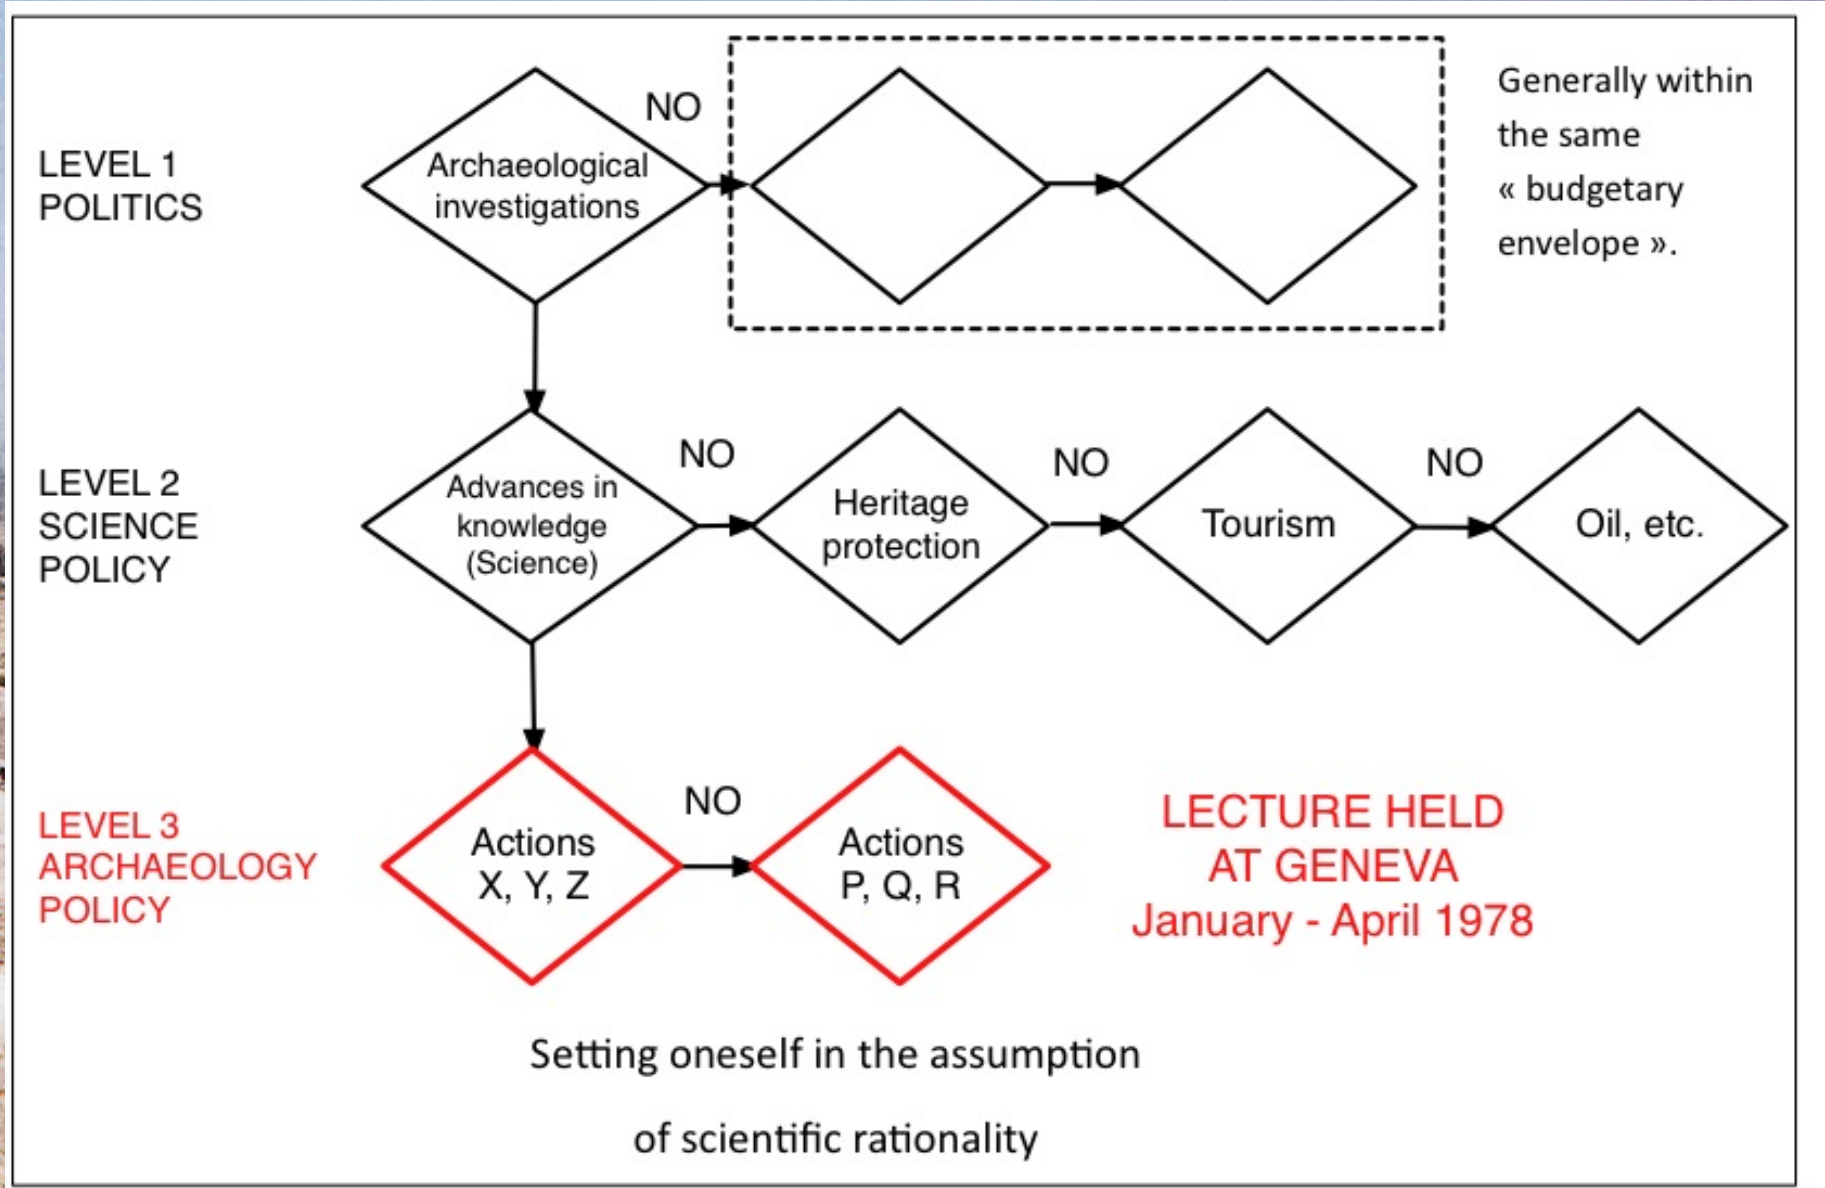 LEVEL 1
POLITICS
Archaeological
investigations
NO
Generally within
the same
« budgetary
envelope ».
LEVEL 2
SCIENCE
POLICY
Advances in
knowledge
(Science)
NO
Heritage
protection
NO
Tourism
NO
Oil, etc.
LEVEL 3
ARCHAEOLOGY
POLICY
Actions
X, Y, Z
NO
Actions
P, Q, R
LECTURE HELD
AT GENEVA
January - April 1978
Setting oneself in the assumption
of scientific rationality